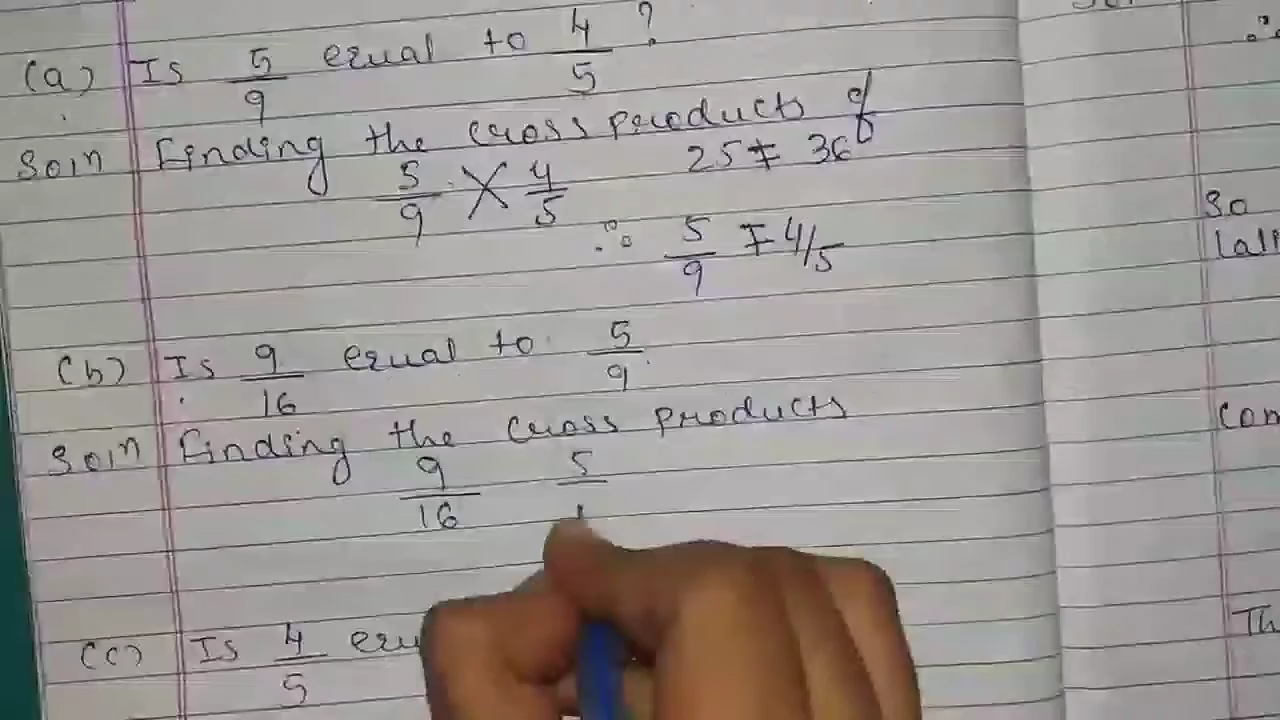 (a) Is 5/9 equal to 4/5 ?
Soln Finding the cross products of
5/9 X 4/5 25 ≠ 36
∴ 5/9 ≠ 4/5
(b) Is 9/16 equal to 5/9
Soln Finding the cross products
9/16 5/
(c) Is 4/5 equ
So
(all
Con
Th